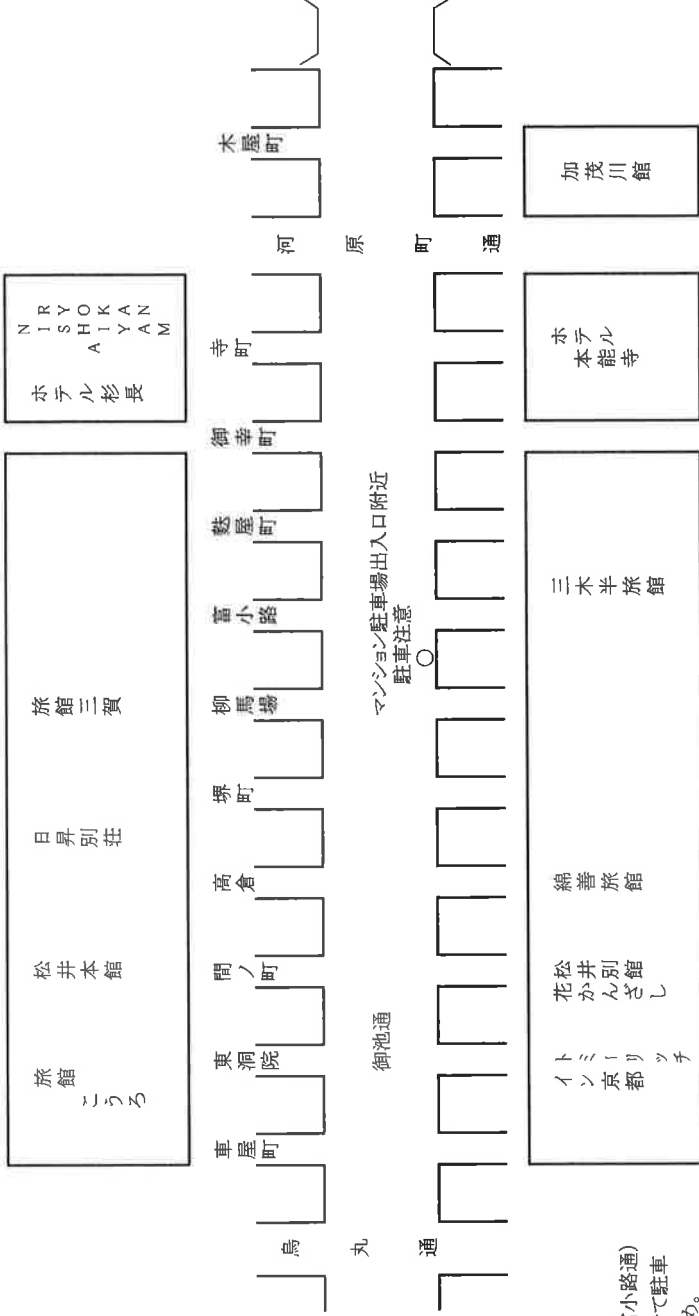 旅館
こうろ
松井本館
日昇別荘
旅館三賀
ホテル杉長
NISHIYAMA
RYOKAN
車屋町
東洞院
間ノ町
高倉
堺町
柳馬場
富小路
麩屋町
御幸町
寺町
木屋町
烏丸通
河原町通
御池通
マンション駐車場出入口附近
駐車注意
トミーリッチ
イン京都
松井別館
花かんざし
綿善旅館
三木半旅館
ホテル
本能寺
加茂川館
小路通)
て駐車